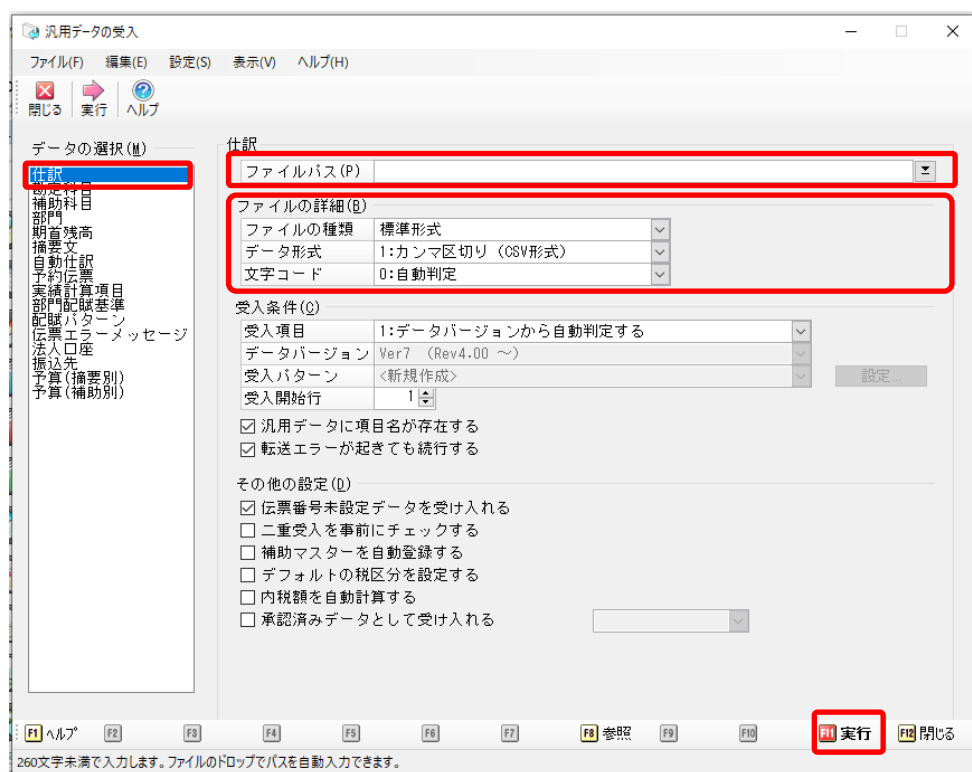 汎用データの受入
ファイル(F) 編集(E) 設定(S) 表示(V) ヘルプ(H)
閉じる 実行 ヘルプ
データの選択(M)
仕訳
勘定科目
補助科目
部門
期首残高
摘要文
自動仕訳
予約伝票
実績計算項目
部門配賦基準
配賦パターン
伝票エラーメッセージ
法人口座
振込先
予算(摘要別)
予算(補助別)
仕訳
ファイルパス(P)
ファイルの詳細(B)
ファイルの種類 標準形式
データ形式 1:カンマ区切り (CSV形式)
文字コード 0:自動判定
受入条件(C)
受入項目 1:データバージョンから自動判定する
データバージョン Ver7 (Rev4.00 ～)
受入パターン <新規作成> 設定...
受入開始行 1
汎用データに項目名が存在する
転送エラーが起きても続行する
その他の設定(D)
伝票番号未設定データを受け入れる
二重受入を事前にチェックする
補助マスターを自動登録する
デフォルトの税区分を設定する
内税額を自動計算する
承認済みデータとして受け入れる
F1 ヘルプ F2 F3 F4 F5 F6 F7 F8 参照 F9 F10 F11 実行 F12 閉じる
260文字未満で入力します。ファイルのドロップでパスを自動入力できます。